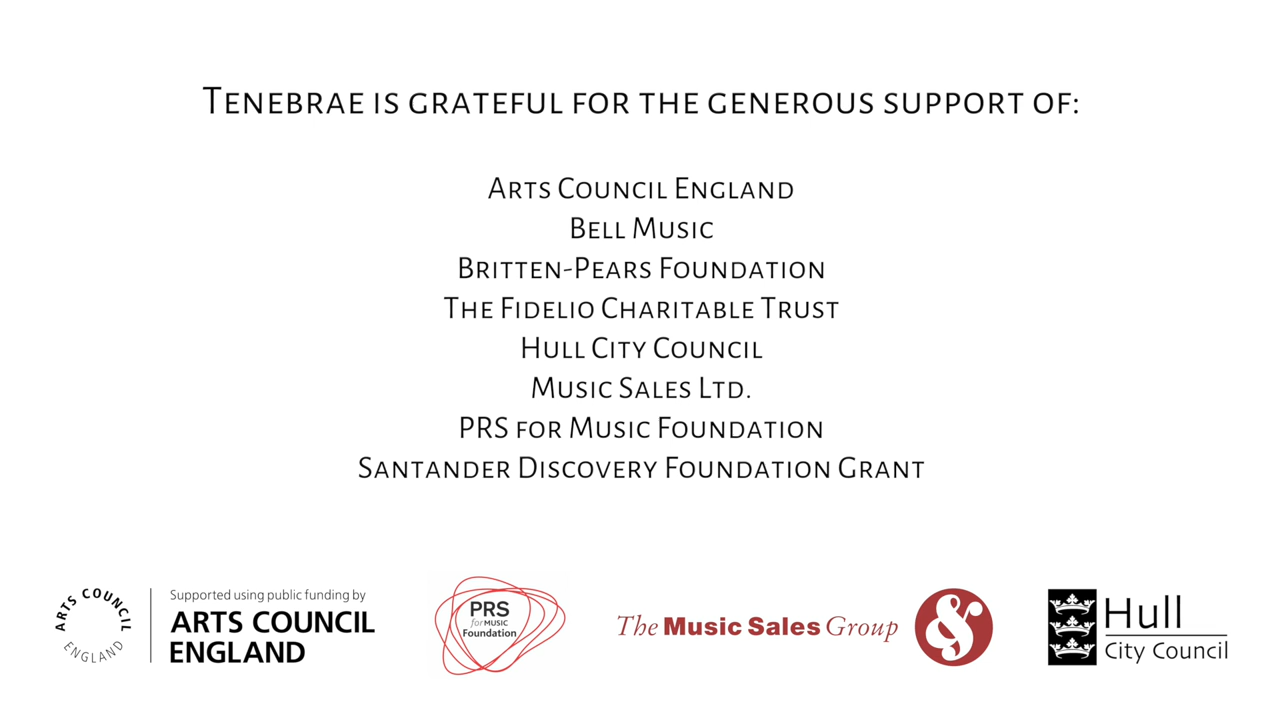 Tenebrae is grateful for the generous support of:
Arts Council England
Bell Music
Britten-Pears Foundation
The Fidelio Charitable Trust
Hull City Council
Music Sales Ltd.
PRS for Music Foundation
Santander Discovery Foundation Grant
ARTS COUNCIL
ENGLAND
Supported using public funding by
ARTS COUNCIL
ENGLAND
PRS
for MUSIC
Foundation
The Music Sales Group
&
Hull
City Council